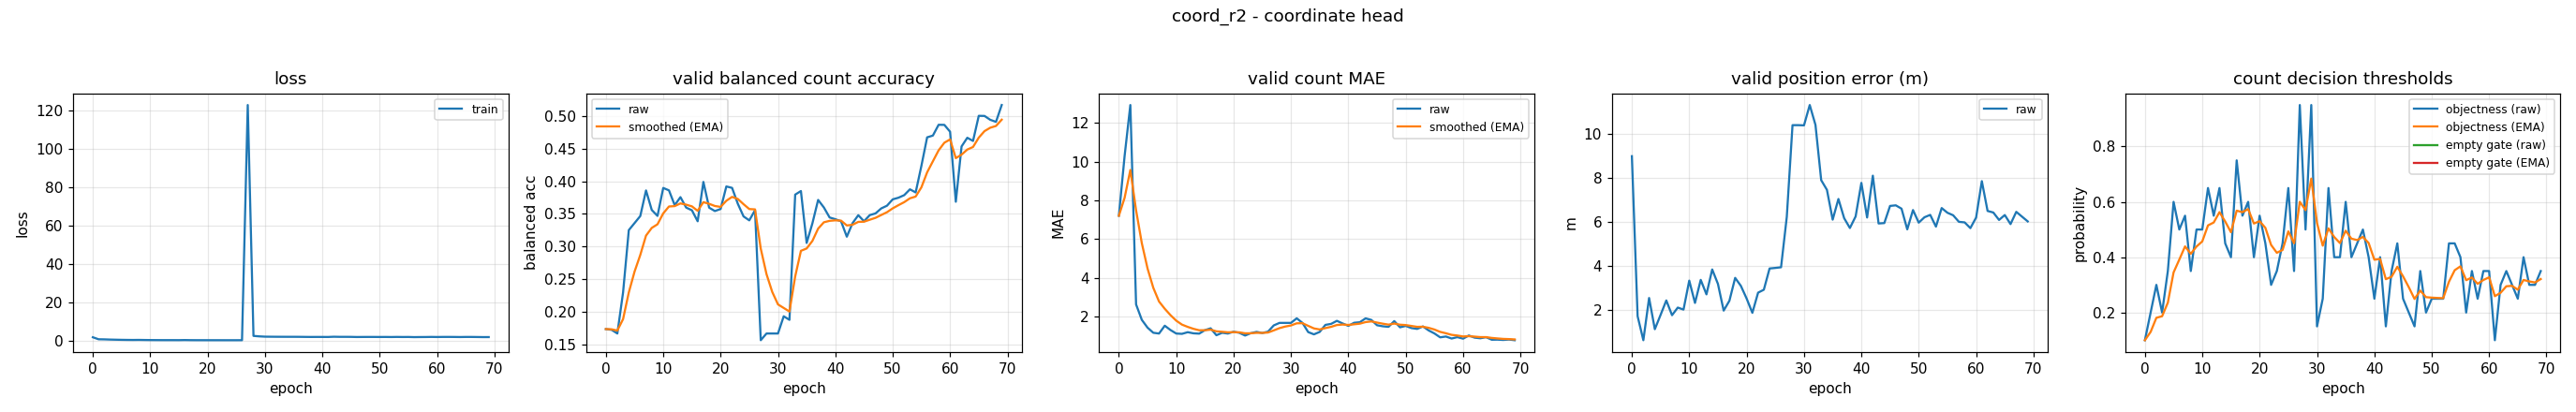 coord_r2 - coordinate head
loss
loss
120
100
80
60
40
20
0
train
0 10 20 30 40 50 60 70
epoch
valid balanced count accuracy
balanced acc
0.50
0.45
0.40
0.35
0.30
0.25
0.20
0.15
raw
smoothed (EMA)
0 10 20 30 40 50 60 70
epoch
valid count MAE
MAE
12
10
8
6
4
2
raw
smoothed (EMA)
0 10 20 30 40 50 60 70
epoch
valid position error (m)
m
10
8
6
4
2
raw
0 10 20 30 40 50 60 70
epoch
count decision thresholds
probability
0.8
0.6
0.4
0.2
objectness (raw)
objectness (EMA)
empty gate (raw)
empty gate (EMA)
0 10 20 30 40 50 60 70
epoch